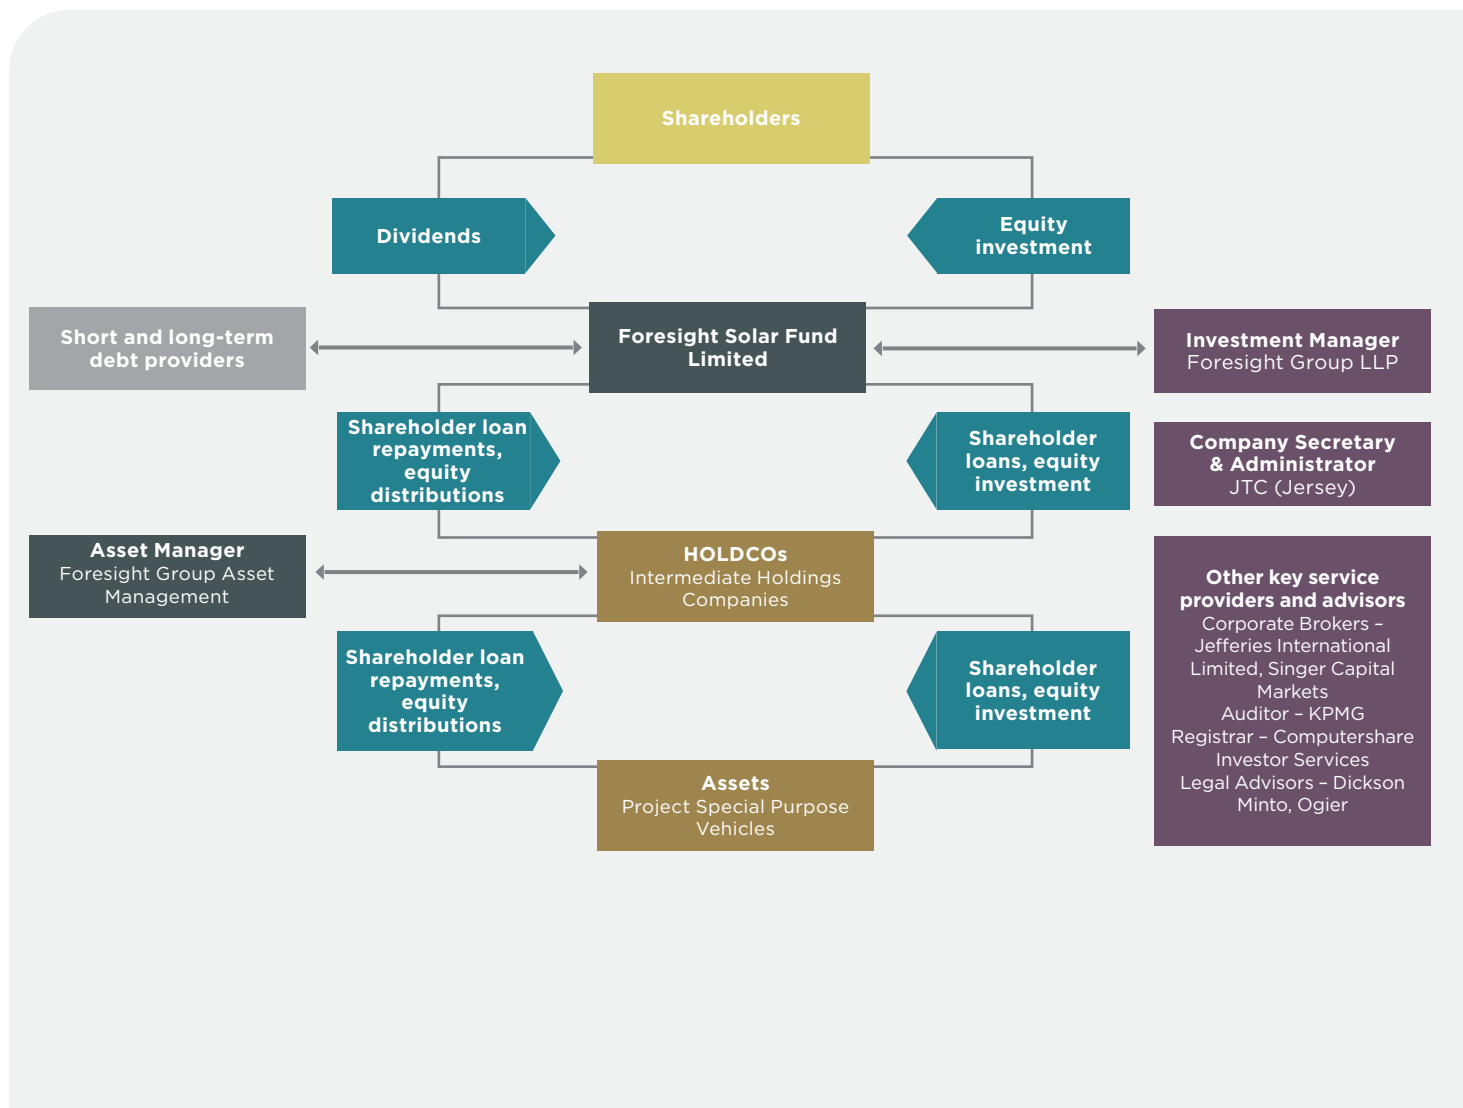 Shareholders
Dividends
Equity
investment
Short and long-term
debt providers
Foresight Solar Fund
Limited
Investment Manager
Foresight Group LLP
Shareholder loan
repayments,
equity
distributions
Shareholder
loans, equity
investment
Company Secretary
& Administrator
JTC (Jersey)
Asset Manager
Foresight Group Asset
Management
HOLDCOs
Intermediate Holdings
Companies
Other key service
providers and advisors
Corporate Brokers –
Jefferies International
Limited, Singer Capital
Markets
Auditor – KPMG
Registrar – Computershare
Investor Services
Legal Advisors – Dickson
Minto, Ogier
Shareholder loan
repayments,
equity
distributions
Shareholder
loans, equity
investment
Assets
Project Special Purpose
Vehicles